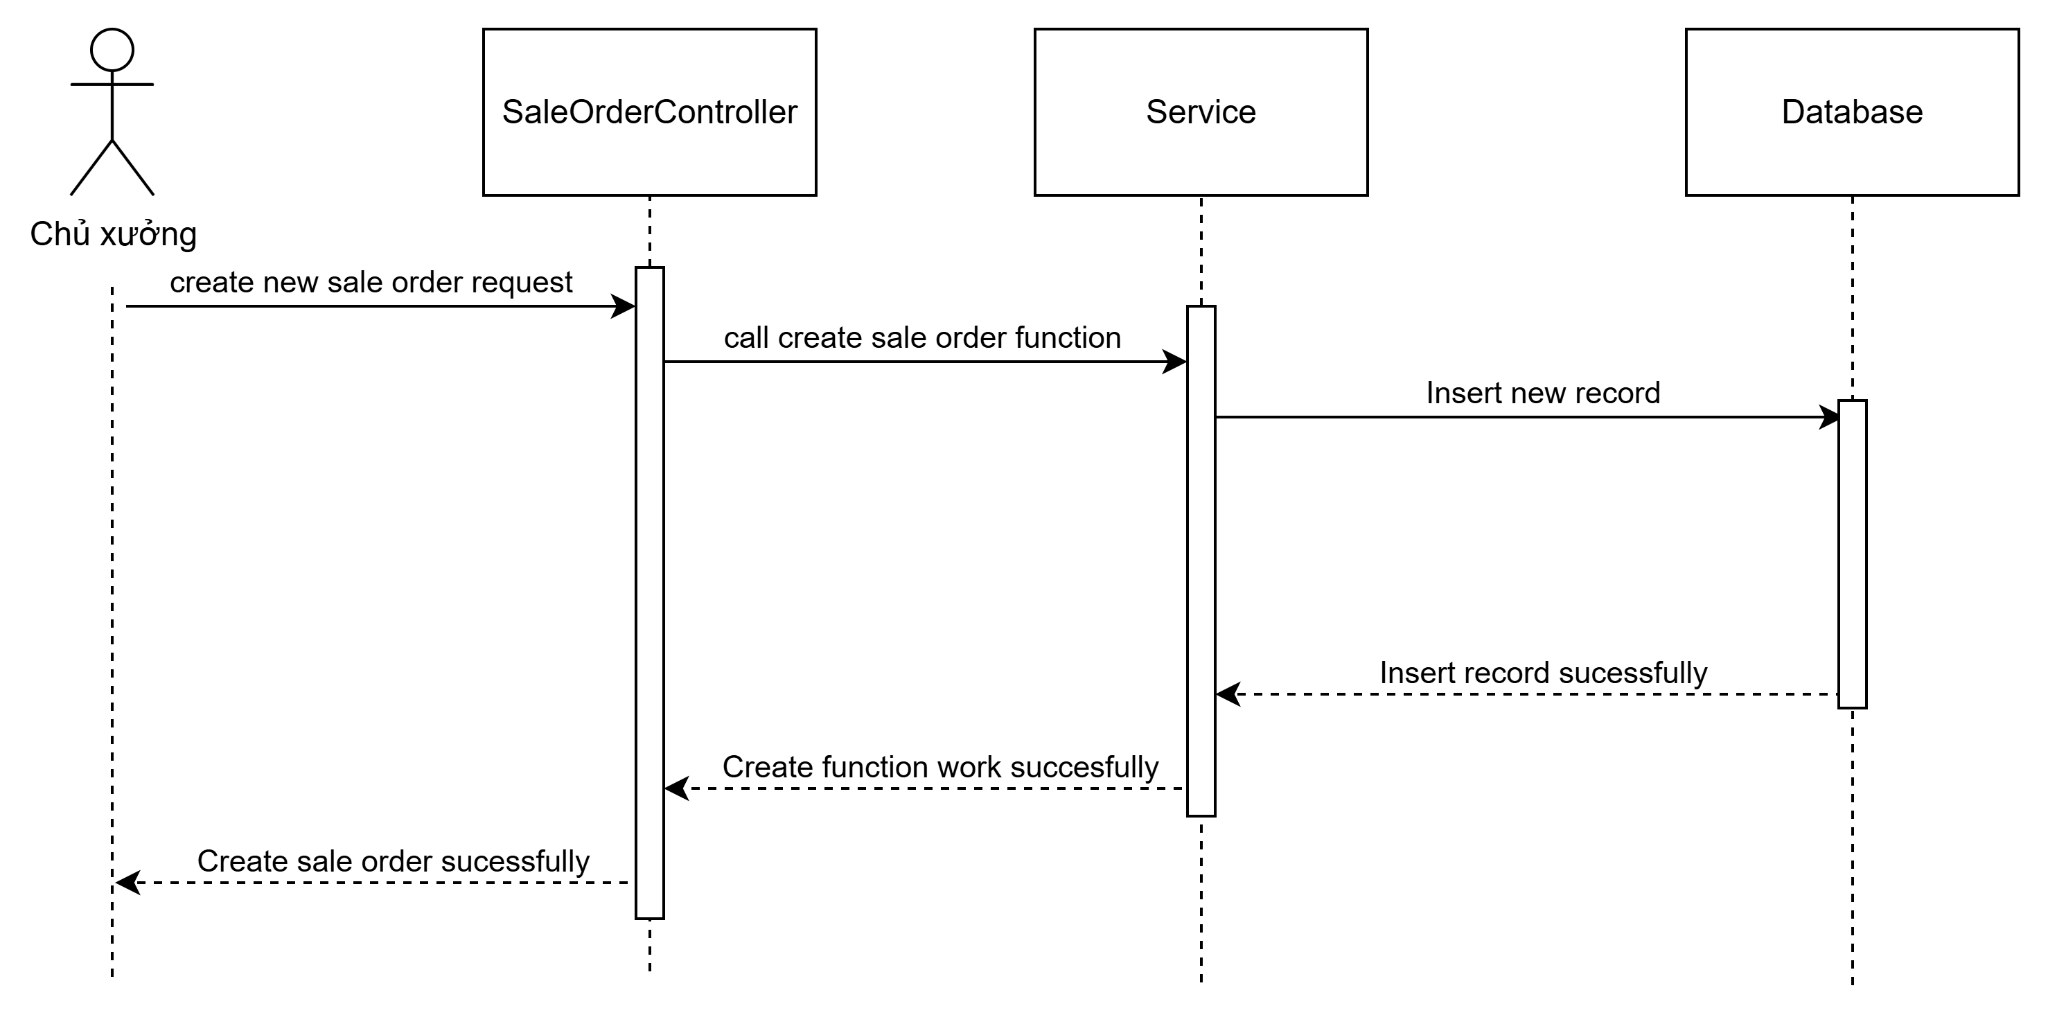 SaleOrderController
Service
Database
Chủ xưởng
create new sale order request
call create sale order function
Insert new record
Insert record sucessfully
Create function work succesfully
Create sale order sucessfully